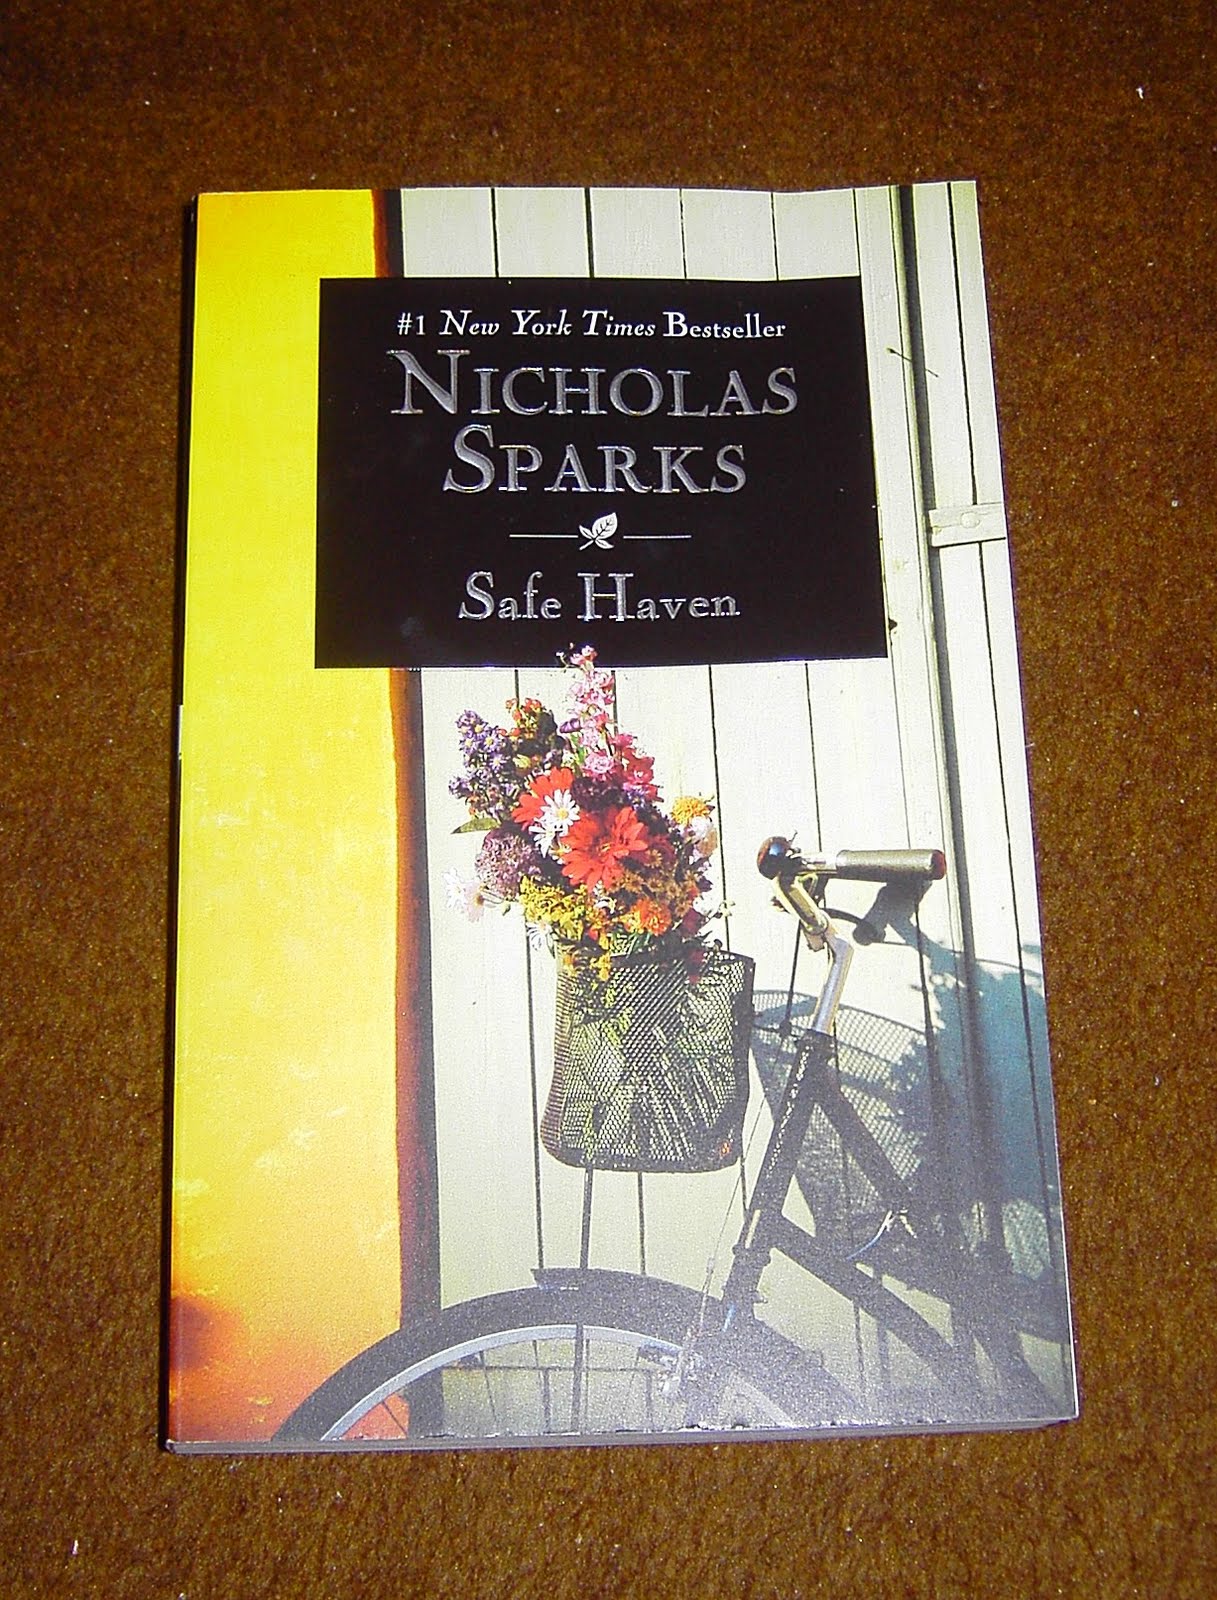 #1 New York Times Bestseller
NICHOLAS
SPARKS
Safe Haven